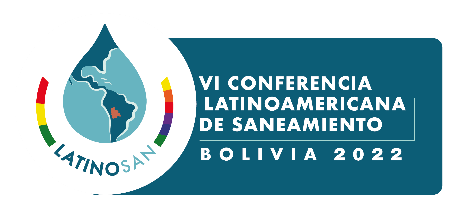 LATINOSAN
VI CONFERENCIA
LATINOAMERICANA
DE SANEAMIENTO
BOLIVIA 2022